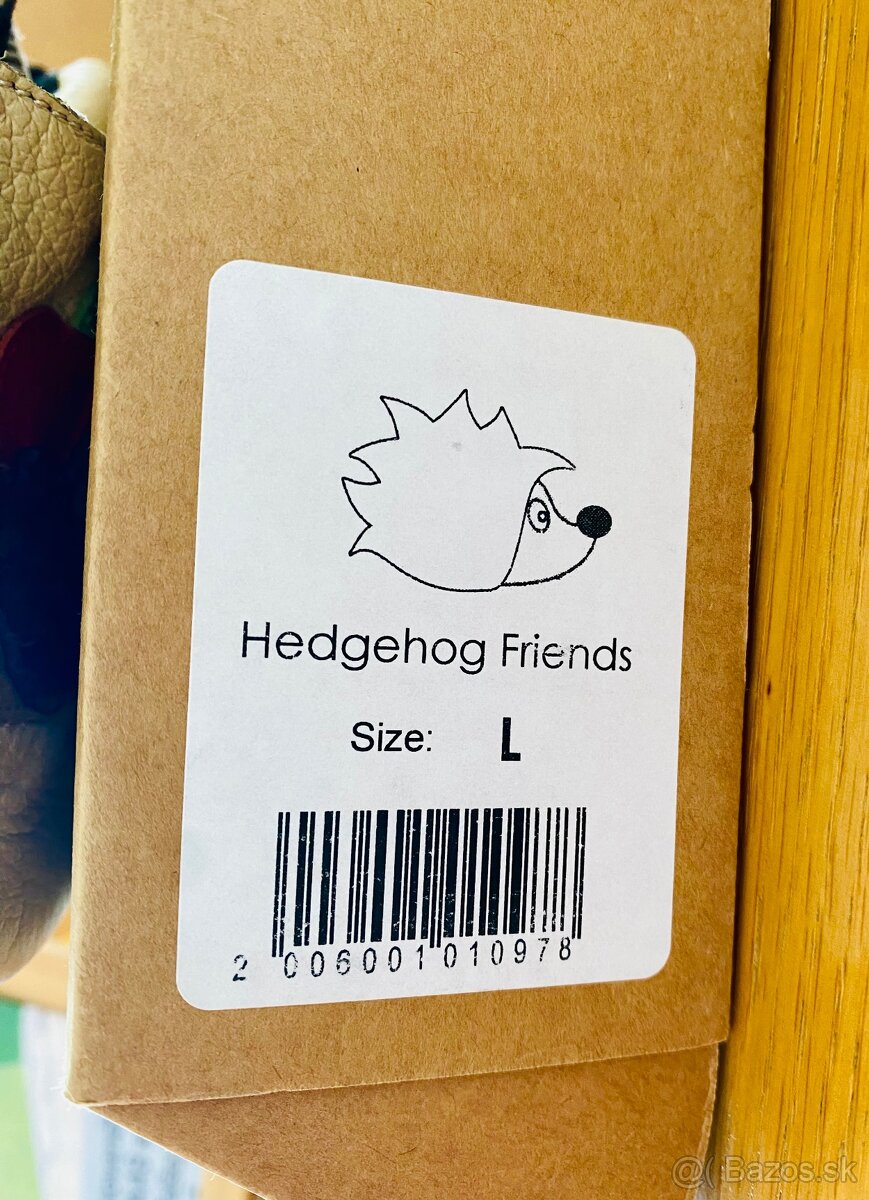 Hedgehog Friends
Size: L
2 006001 010978
@( Bazos.sk